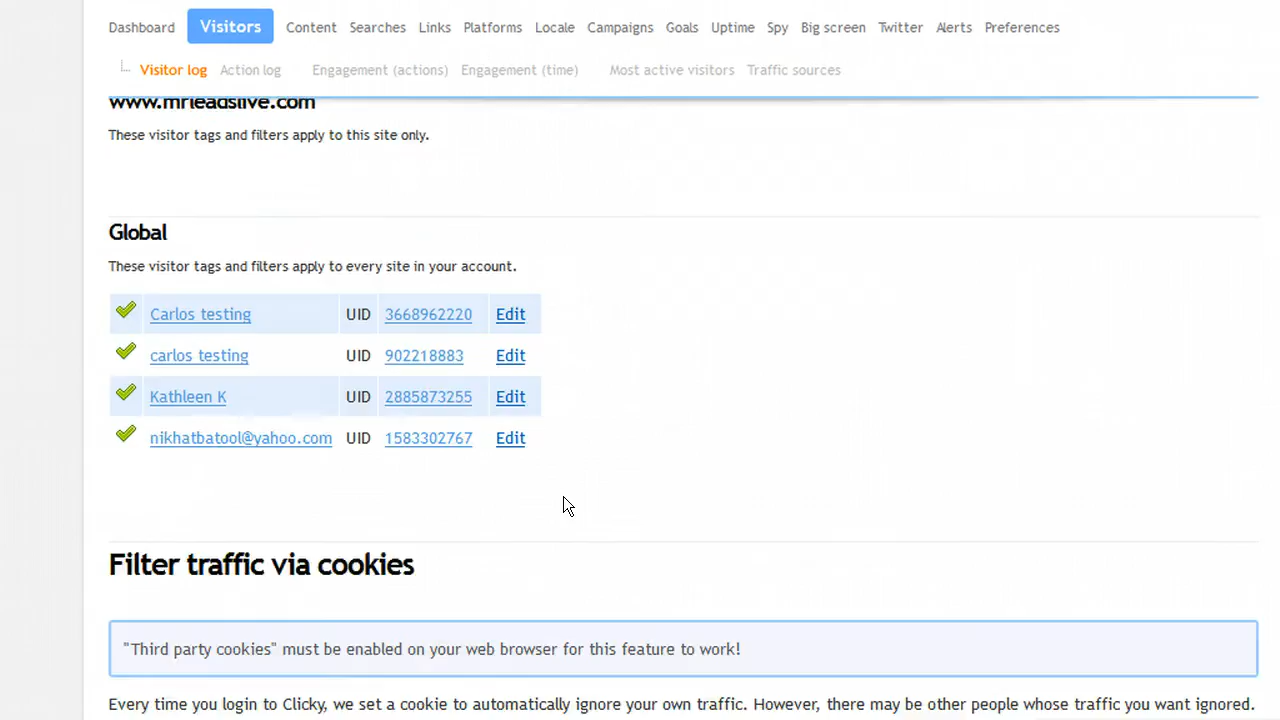 Dashboard Visitors Content Searches Links Platforms Locale Campaigns Goals Uptime Spy Big screen Twitter Alerts Preferences
Visitor log Action log Engagement (actions) Engagement (time) Most active visitors Traffic sources
www.mrleadslive.com
These visitor tags and filters apply to this site only.
Global
These visitor tags and filters apply to every site in your account.
Carlos testing UID 3668962220 Edit
carlos testing UID 902218883 Edit
Kathleen K UID 2885873255 Edit
nikhatbatool@yahoo.com UID 1583302767 Edit
Filter traffic via cookies
"Third party cookies" must be enabled on your web browser for this feature to work!
Every time you login to Clicky, we set a cookie to automatically ignore your own traffic. However, there may be other people whose traffic you want ignored.